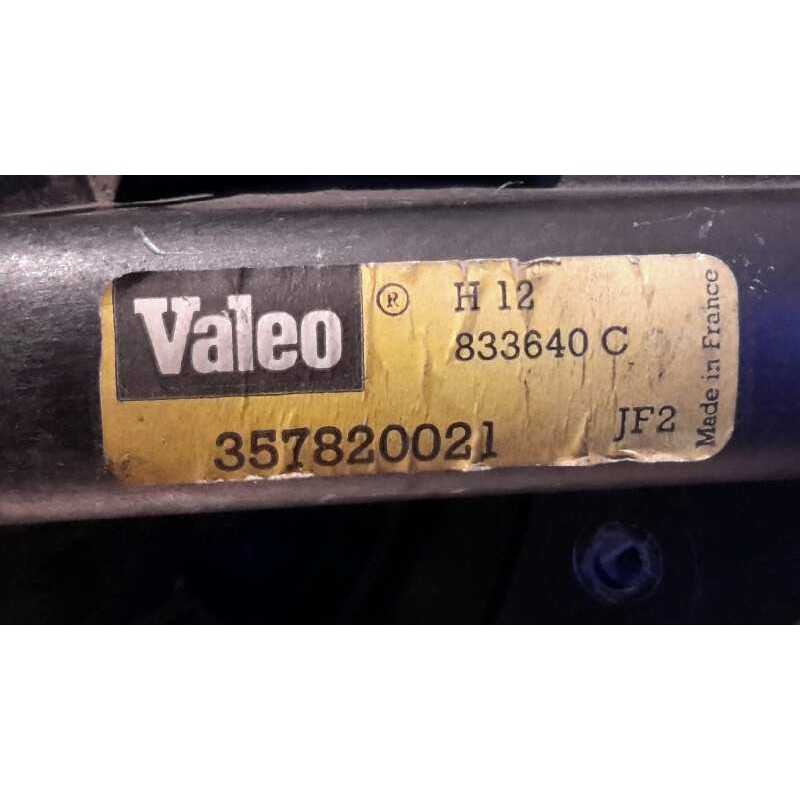 Valeo ®
H 12
833640 C
357820021
JF2
Made in France